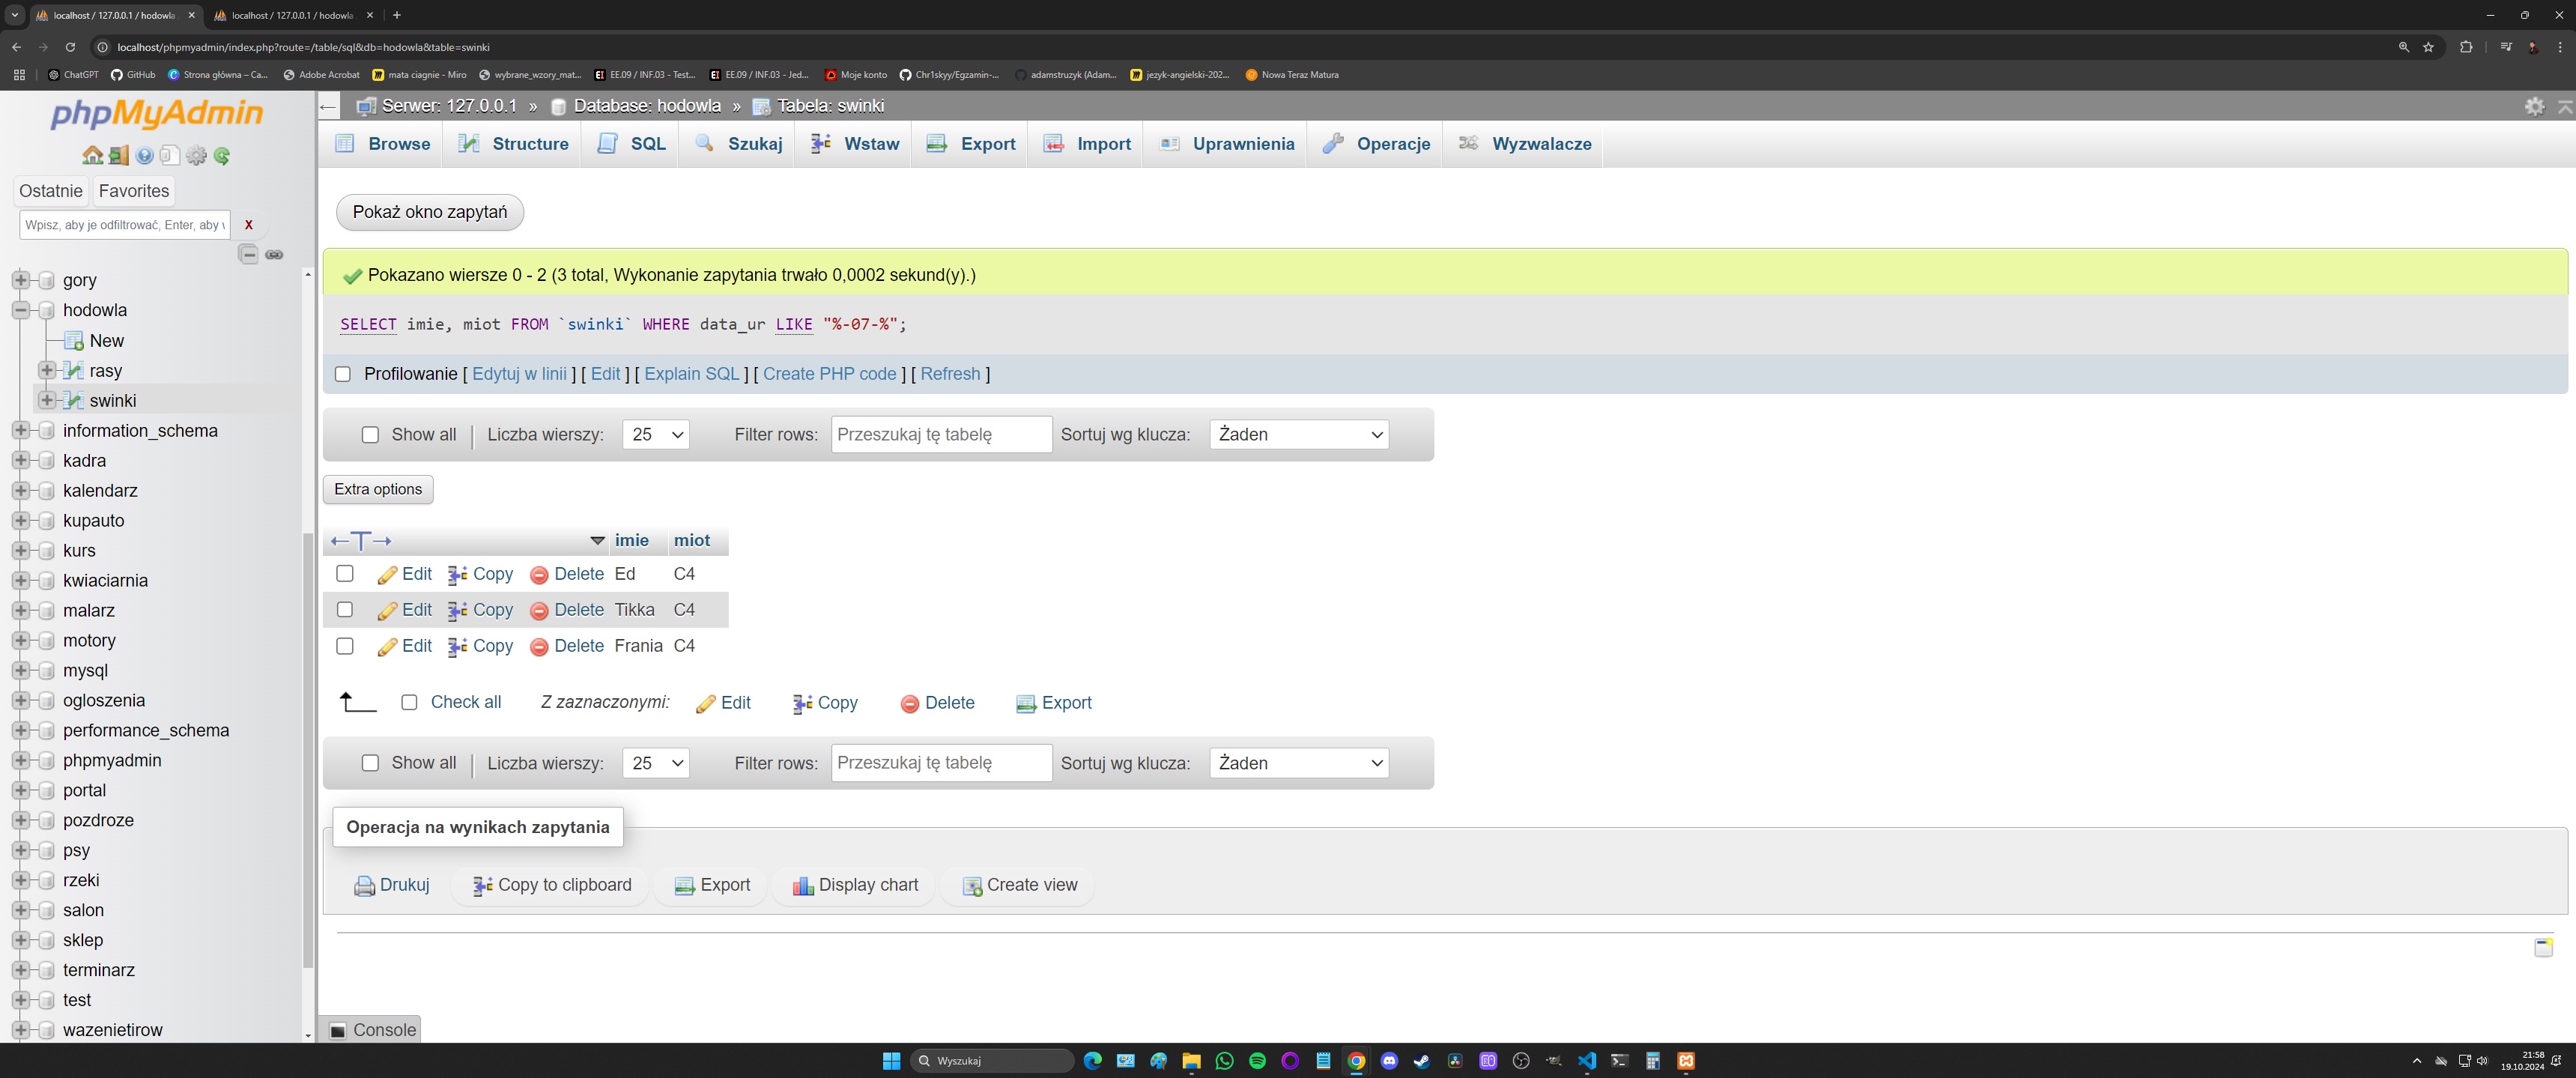 localhost / 127.0.0.1 / hodowla
localhost / 127.0.0.1 / hodowla
localhost/phpmyadmin/index.php?route=/table/sql&db=hodowla&table=swinki
ChatGPT
GitHub
Strona główna – Ca...
Adobe Acrobat
mata ciagnie - Miro
wybrane_wzory_mat...
EE.09 / INF.03 - Test...
EE.09 / INF.03 - Jed...
Moje konto
Chr1skyy/Egzamin-...
adamstruzyk (Adam...
jezyk-angielski-202...
Nowa Teraz Matura
phpMyAdmin
Ostatnie
Favorites
Wpisz, aby je odfiltrować, Enter, aby
X
gory
hodowla
New
rasy
swinki
information_schema
kadra
kalendarz
kupauto
kurs
kwiaciarnia
malarz
motory
mysql
ogloszenia
performance_schema
phpmyadmin
portal
pozdroze
psy
rzeki
salon
sklep
terminarz
test
wazenietirow
Serwer: 127.0.0.1 » Database: hodowla » Tabela: swinki
Browse
Structure
SQL
Szukaj
Wstaw
Export
Import
Uprawnienia
Operacje
Wyzwalacze
Pokaż okno zapytań
Pokazano wiersze 0 - 2 (3 total, Wykonanie zapytania trwało 0,0002 sekund(y).)
SELECT imie, miot FROM `swinki` WHERE data_ur LIKE "%-07-%";
Profilowanie [ Edytuj w linii ] [ Edit ] [ Explain SQL ] [ Create PHP code ] [ Refresh ]
Show all | Liczba wierszy: 25 Filter rows: Przeszukaj tę tabelę Sortuj wg klucza: Żaden
Extra options
←T→ imie miot
Edit Copy Delete Ed C4
Edit Copy Delete Tikka C4
Edit Copy Delete Frania C4
Check all Z zaznaczonymi: Edit Copy Delete Export
Show all | Liczba wierszy: 25 Filter rows: Przeszukaj tę tabelę Sortuj wg klucza: Żaden
Operacja na wynikach zapytania
Drukuj Copy to clipboard Export Display chart Create view
Console
Wyszukaj
21:58
19.10.2024